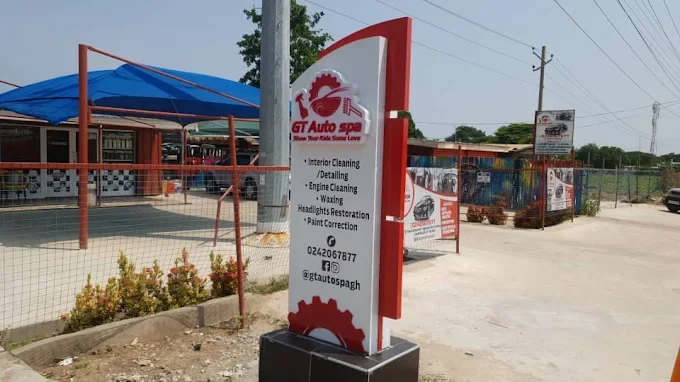 GT Auto spa
Show Your Ride Some Love
• Interior Cleaning
/Detailing
• Engine Cleaning
• Waxing
Headlights Restoration
• Paint Correction
0242067877
@gtautospagh